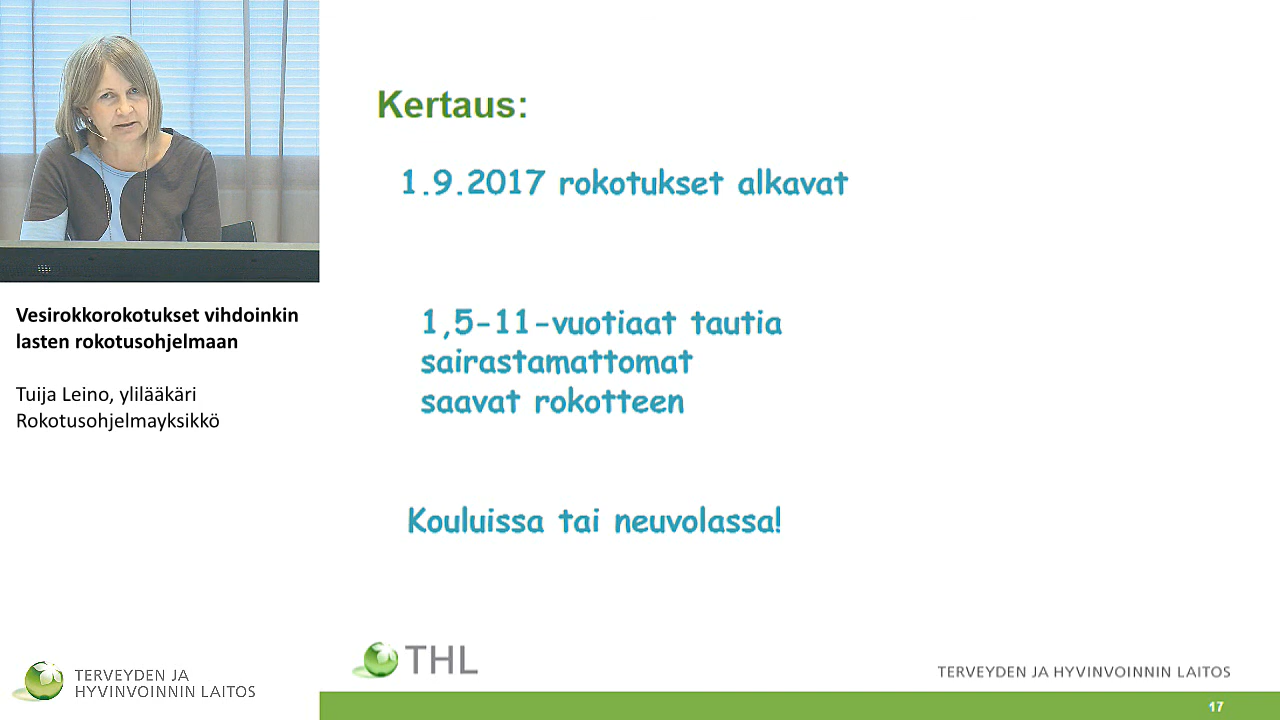 Vesirokkorokotukset vihdoinkin
lasten rokotusohjelmaan
Tuija Leino, ylilääkäri
Rokotusohjelmayksikkö
TERVEYDEN JA
HYVINVOINNIN LAITOS
Kertaus:
1.9.2017 rokotukset alkavat
1,5-11-vuotiaat tautia
sairastamattomat
saavat rokotteen
Kouluissa tai neuvolassa!
THL
TERVEYDEN JA HYVINVOINNIN LAITOS
17